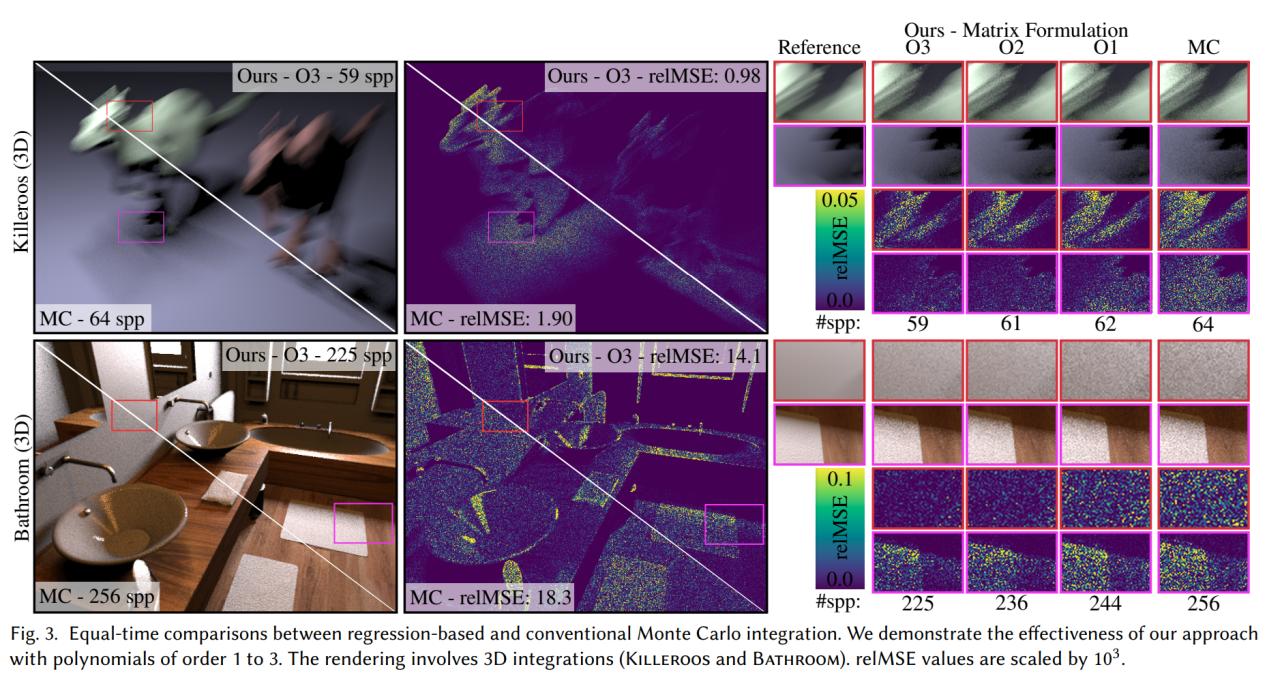 Ours - Matrix Formulation
Reference O3 O2 O1 MC
Killeroos (3D)
Ours - O3 - 59 spp
MC - 64 spp
Ours - O3 - relMSE: 0.98
MC - relMSE: 1.90
0.05
relMSE
0.0
#spp: 59 61 62 64
Bathroom (3D)
Ours - O3 - 225 spp
MC - 256 spp
Ours - O3 - relMSE: 14.1
MC - relMSE: 18.3
0.1
relMSE
0.0
#spp: 225 236 244 256
Fig. 3. Equal-time comparisons between regression-based and conventional Monte Carlo integration. We demonstrate the effectiveness of our approach
with polynomials of order 1 to 3. The rendering involves 3D integrations (Killeroos and Bathroom). relMSE values are scaled by 10³.